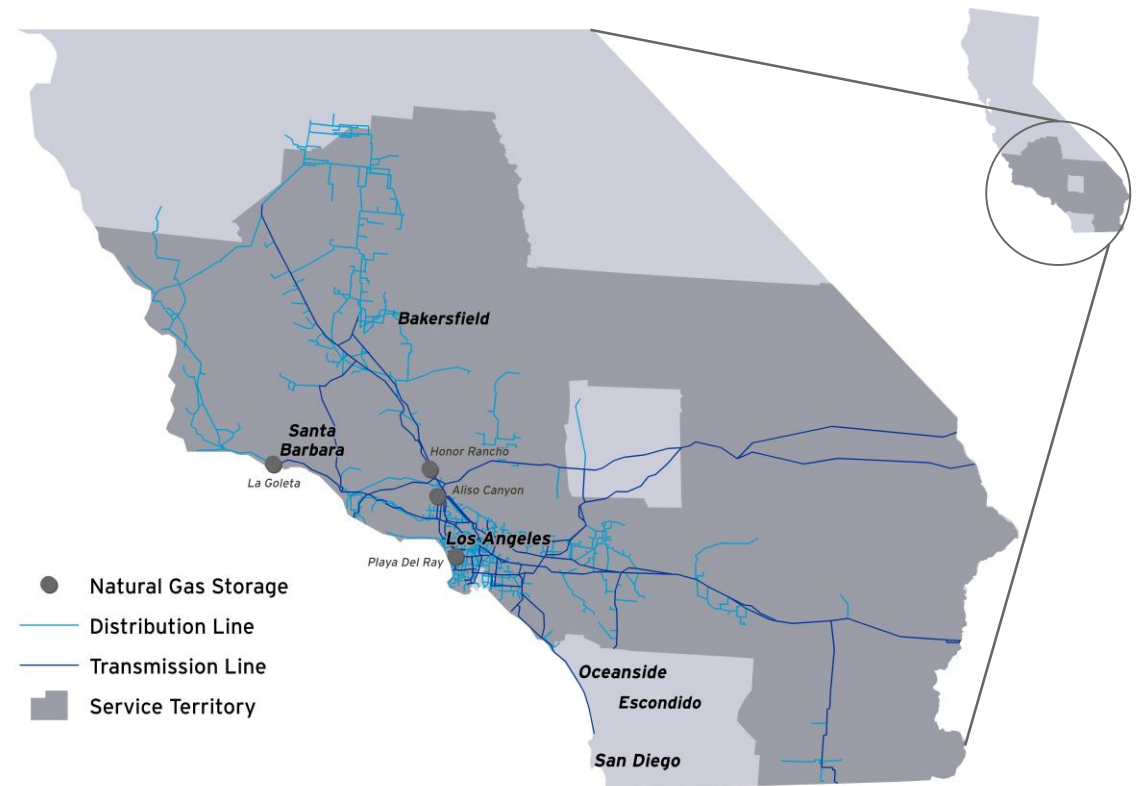 Bakersfield
Santa
Barbara
Honor Rancho
La Goleta
Aliso Canyon
Los Angeles
Playa Del Ray
Natural Gas Storage
Distribution Line
Transmission Line
Service Territory
Oceanside
Escondido
San Diego